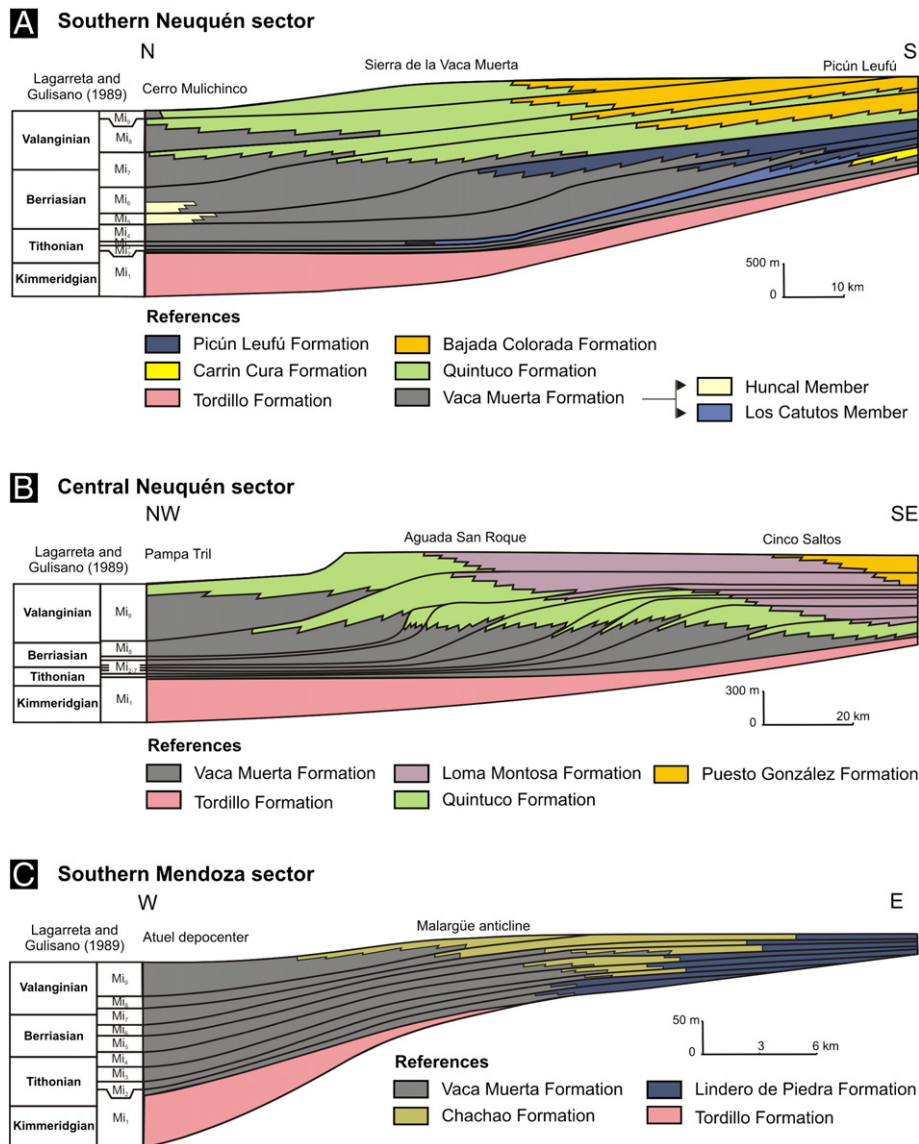 A Southern Neuquén sector
N S
Lagarreta and
Gulisano (1989)
Cerro Mulichinco
Sierra de la Vaca Muerta
Picún Leufú
Valanginian
Berriasian
Tithonian
Kimmeridgian
Mi₉
Mi₈
Mi₇
Mi₆
Mi₅
Mi₄
Mi₁
500 m
0
10 km
References
Picún Leufú Formation
Carrin Cura Formation
Tordillo Formation
Bajada Colorada Formation
Quintuco Formation
Vaca Muerta Formation
Huncal Member
Los Catutos Member
B Central Neuquén sector
NW SE
Lagarreta and
Gulisano (1989)
Pampa Tril
Aguada San Roque
Cinco Saltos
Valanginian
Berriasian
Tithonian
Kimmeridgian
Mi₉
Mi₈
Mi₂₋₇
Mi₁
300 m
0
20 km
References
Vaca Muerta Formation
Tordillo Formation
Loma Montosa Formation
Quintuco Formation
Puesto González Formation
C Southern Mendoza sector
W E
Lagarreta and
Gulisano (1989)
Atuel depocenter
Malargüe anticline
Valanginian
Berriasian
Tithonian
Kimmeridgian
Mi₉
Mi₈
Mi₇
Mi₆
Mi₅
Mi₄
Mi₃
Mi₂
Mi₁
50 m
0
3 6 km
References
Vaca Muerta Formation
Chachao Formation
Lindero de Piedra Formation
Tordillo Formation